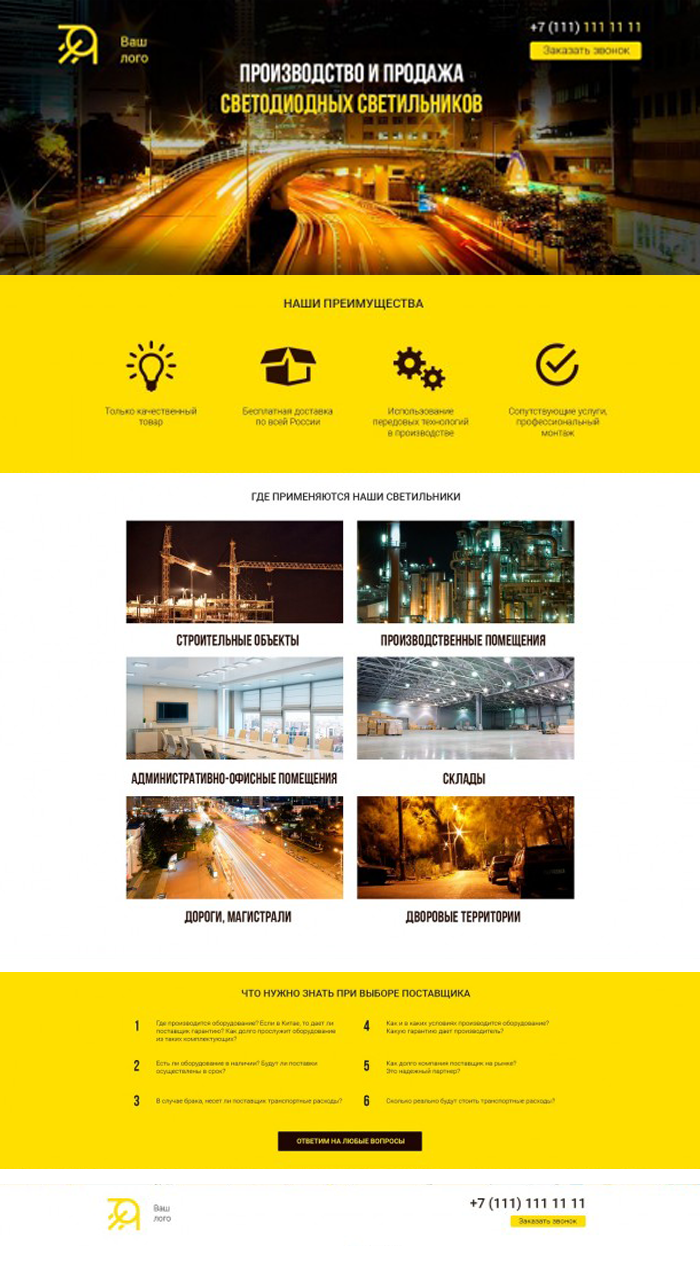 Ваш
лого
+7 (111) 111 11 11
Заказать звонок
ПРОИЗВОДСТВО И ПРОДАЖА
СВЕТОДИОДНЫХ СВЕТИЛЬНИКОВ
НАШИ ПРЕИМУЩЕСТВА
Только качественный
товар
Бесплатная доставка
по всей России
Использование
передовых технологий
в производстве
Сопутствующие услуги,
профессиональный
монтаж
ГДЕ ПРИМЕНЯЮТСЯ НАШИ СВЕТИЛЬНИКИ
СТРОИТЕЛЬНЫЕ ОБЪЕКТЫ
ПРОИЗВОДСТВЕННЫЕ ПОМЕЩЕНИЯ
АДМИНИСТРАТИВНО-ОФИСНЫЕ ПОМЕЩЕНИЯ
СКЛАДЫ
ДОРОГИ, МАГИСТРАЛИ
ДВОРОВЫЕ ТЕРРИТОРИИ
ЧТО НУЖНО ЗНАТЬ ПРИ ВЫБОРЕ ПОСТАВЩИКА
1
Где производится оборудование? Если в Китае, то дает ли
поставщик гарантию? Как долго прослужит оборудование
из таких комплектующих?
2
Есть ли оборудование в наличии? Будут ли поставки
осуществлены в срок?
3
В случае брака, несет ли поставщик транспортные расходы?
4
Как и в каких условиях производится оборудование?
Какую гарантию дает производитель?
5
Как долго компания поставщик на рынке?
Это надежный партнер?
6
Сколько реально будут стоить транспортные расходы?
ОТВЕТИМ НА ЛЮБЫЕ ВОПРОСЫ
Ваш
лого
+7 (111) 111 11 11
Заказать звонок